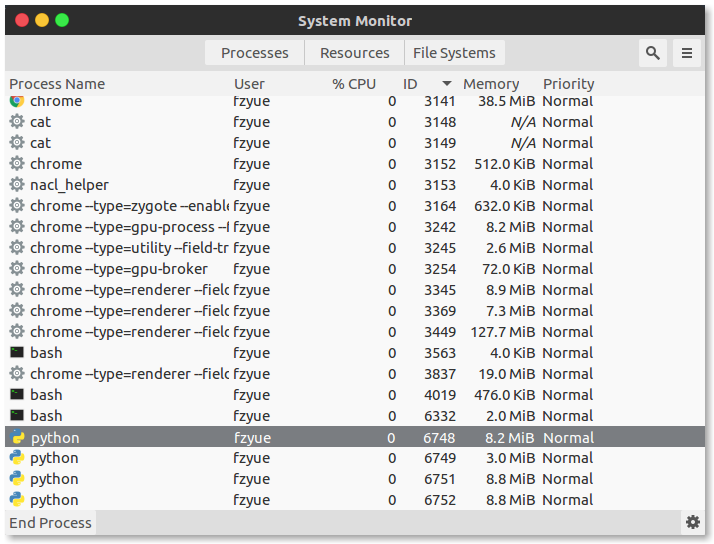 System Monitor
Processes Resources File Systems
Process Name User % CPU ID Memory Priority
chrome fzyue 0 3141 38.5 MiB Normal
cat fzyue 0 3148 N/A Normal
cat fzyue 0 3149 N/A Normal
chrome fzyue 0 3152 512.0 KiB Normal
nacl_helper fzyue 0 3153 4.0 KiB Normal
chrome --type=zygote --enable fzyue 0 3164 632.0 KiB Normal
chrome --type=gpu-process --f fzyue 0 3242 8.2 MiB Normal
chrome --type=utility --field-tr fzyue 0 3245 2.6 MiB Normal
chrome --type=gpu-broker fzyue 0 3254 72.0 KiB Normal
chrome --type=renderer --field fzyue 0 3345 8.9 MiB Normal
chrome --type=renderer --field fzyue 0 3369 7.3 MiB Normal
chrome --type=renderer --field fzyue 0 3449 127.7 MiB Normal
bash fzyue 0 3563 4.0 KiB Normal
chrome --type=renderer --field fzyue 0 3837 19.0 MiB Normal
bash fzyue 0 4019 476.0 KiB Normal
bash fzyue 0 6332 2.0 MiB Normal
python fzyue 0 6748 8.2 MiB Normal
python fzyue 0 6749 3.0 MiB Normal
python fzyue 0 6751 8.8 MiB Normal
python fzyue 0 6752 8.8 MiB Normal
End Process